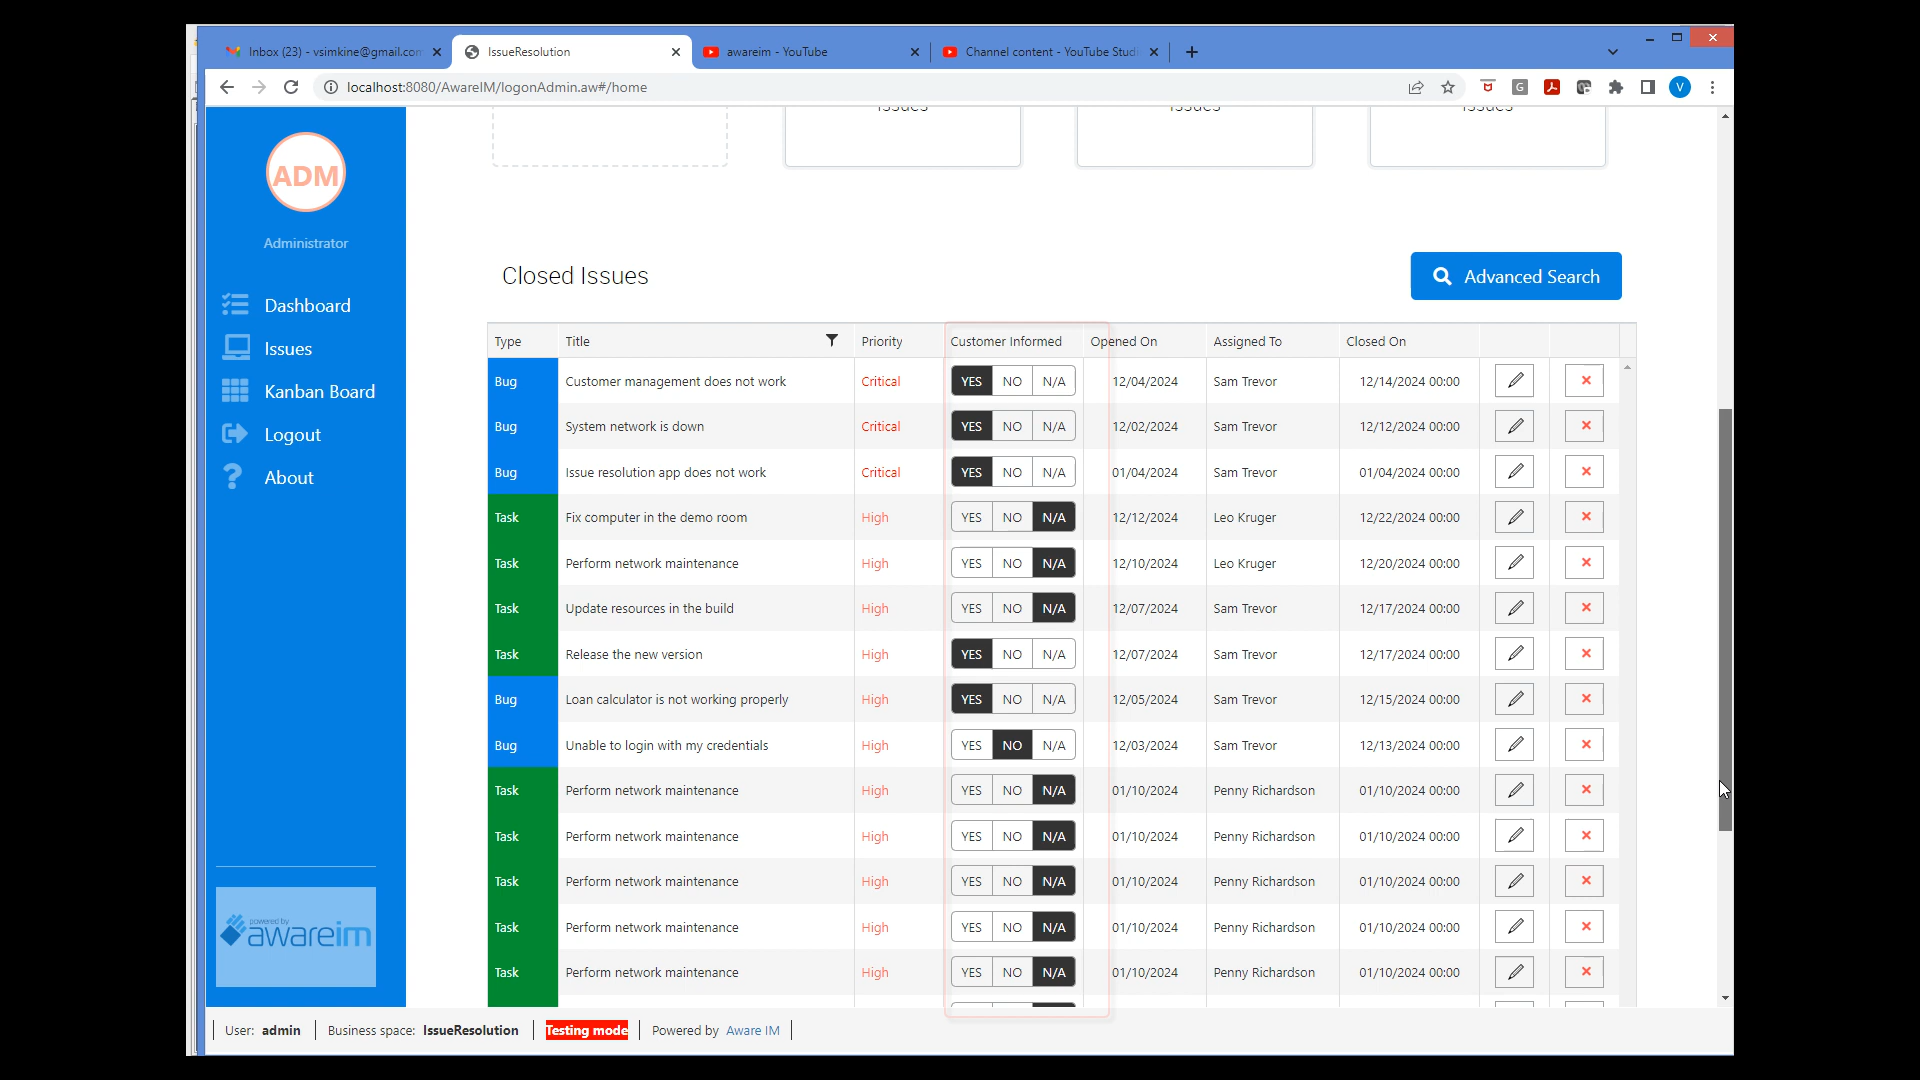 Inbox (23) - vsimkine@gmail.com
IssueResolution
awareim - YouTube
Channel content - YouTube Studi
localhost:8080/AwareIM/logonAdmin.aw#/home
G
V
ADM
Administrator
Dashboard
Issues
Kanban Board
Logout
About
powered by
awareim
Issues Issues Issues
Closed Issues
Advanced Search
Type Title Priority Customer Informed Opened On Assigned To Closed On
Bug Customer management does not work Critical YES NO N/A 12/04/2024 Sam Trevor 12/14/2024 00:00
Bug System network is down Critical YES NO N/A 12/02/2024 Sam Trevor 12/12/2024 00:00
Bug Issue resolution app does not work Critical YES NO N/A 01/04/2024 Sam Trevor 01/04/2024 00:00
Task Fix computer in the demo room High YES NO N/A 12/12/2024 Leo Kruger 12/22/2024 00:00
Task Perform network maintenance High YES NO N/A 12/10/2024 Leo Kruger 12/20/2024 00:00
Task Update resources in the build High YES NO N/A 12/07/2024 Sam Trevor 12/17/2024 00:00
Task Release the new version High YES NO N/A 12/07/2024 Sam Trevor 12/17/2024 00:00
Bug Loan calculator is not working properly High YES NO N/A 12/05/2024 Sam Trevor 12/15/2024 00:00
Bug Unable to login with my credentials High YES NO N/A 12/03/2024 Sam Trevor 12/13/2024 00:00
Task Perform network maintenance High YES NO N/A 01/10/2024 Penny Richardson 01/10/2024 00:00
Task Perform network maintenance High YES NO N/A 01/10/2024 Penny Richardson 01/10/2024 00:00
Task Perform network maintenance High YES NO N/A 01/10/2024 Penny Richardson 01/10/2024 00:00
Task Perform network maintenance High YES NO N/A 01/10/2024 Penny Richardson 01/10/2024 00:00
Task Perform network maintenance High YES NO N/A 01/10/2024 Penny Richardson 01/10/2024 00:00
User: admin Business space: IssueResolution Testing mode Powered by Aware IM